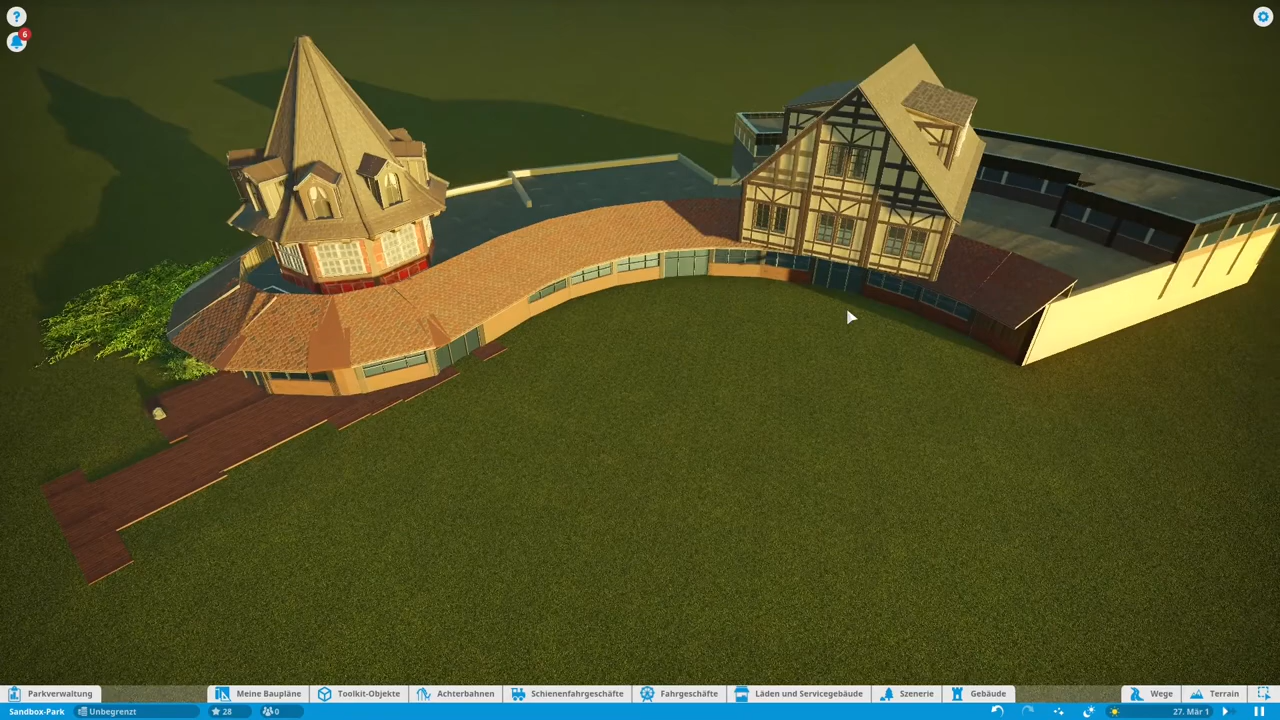 ?
6
Parkverwaltung
Meine Baupläne
Toolkit-Objekte
Achterbahnen
Schienenfahrgeschäfte
Fahrgeschäfte
Läden und Servicegebäude
Szenerie
Gebäude
Wege
Terrain
Sandbox-Park
Unbegrenzt
28
0
27. Mär 1